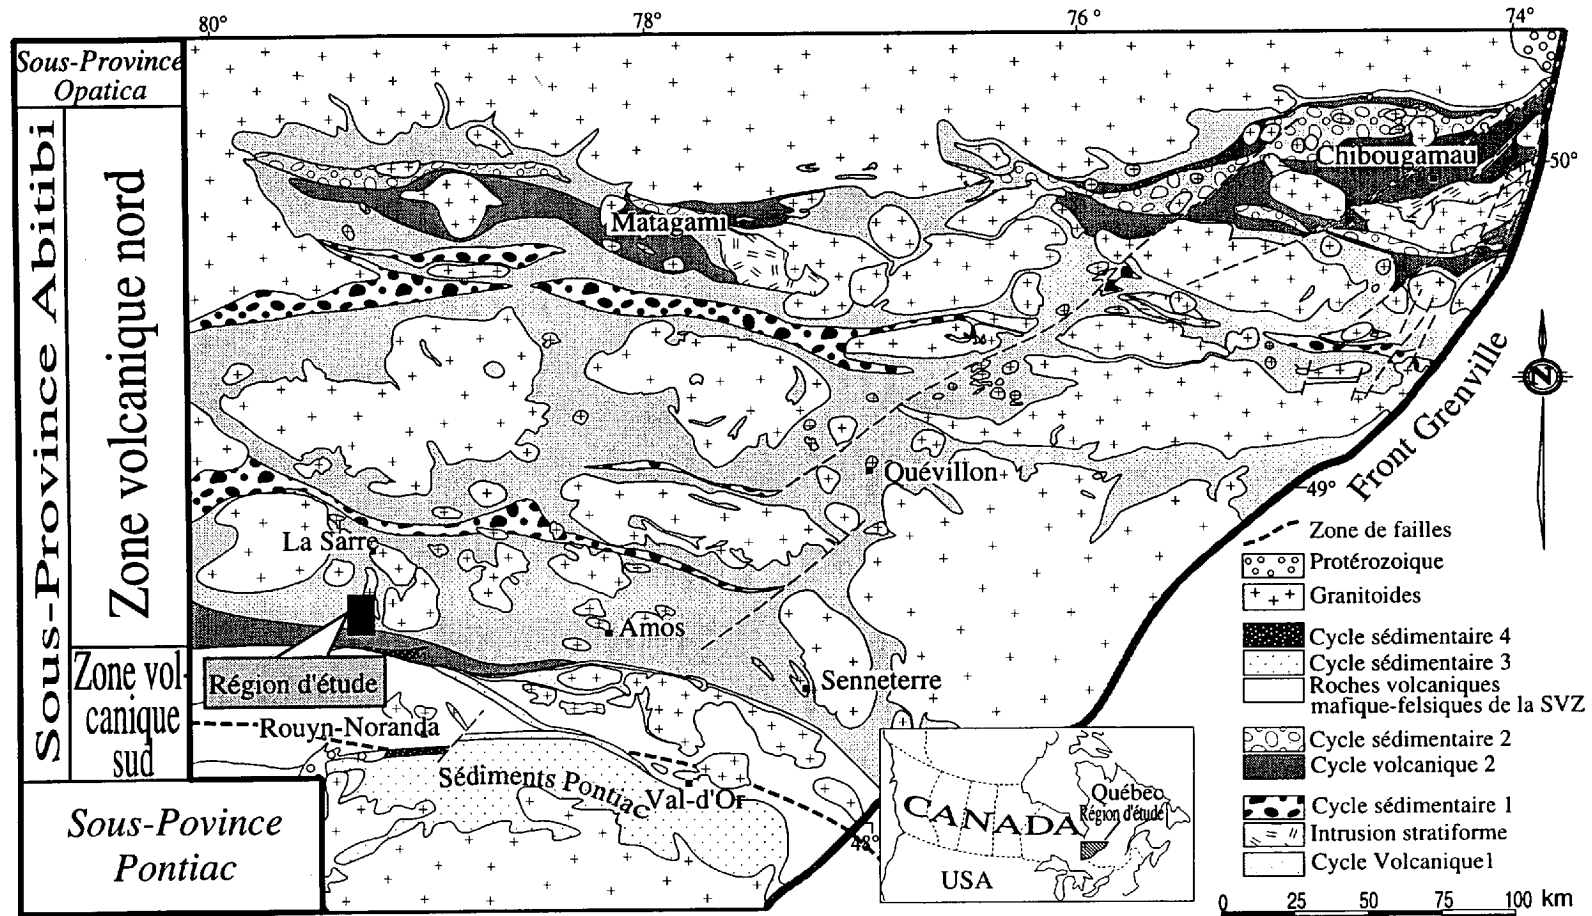 80°
78°
76°
74°
Sous-Province
Opatica
Sous-Province Abitibi
Zone volcanique nord
Zone vol-
canique
sud
Sous-Povince
Pontiac
Chibougamau
50°
Matagami
Quévillon
La Sarre
Amos
Senneterre
Région d'étude
Rouyn-Noranda
Sédiments Pontiac
Val-d'Or
48°
49°
Front Grenville
N
Zone de failles
Protérozoique
Granitoides
Cycle sédimentaire 4
Cycle sédimentaire 3
Roches volcaniques
mafique-felsiques de la SVZ
Cycle sédimentaire 2
Cycle volcanique 2
Cycle sédimentaire 1
Intrusion stratiforme
Cycle Volcanique1
CANADA
Québec
Région d'étude
USA
0 25 50 75 100 km